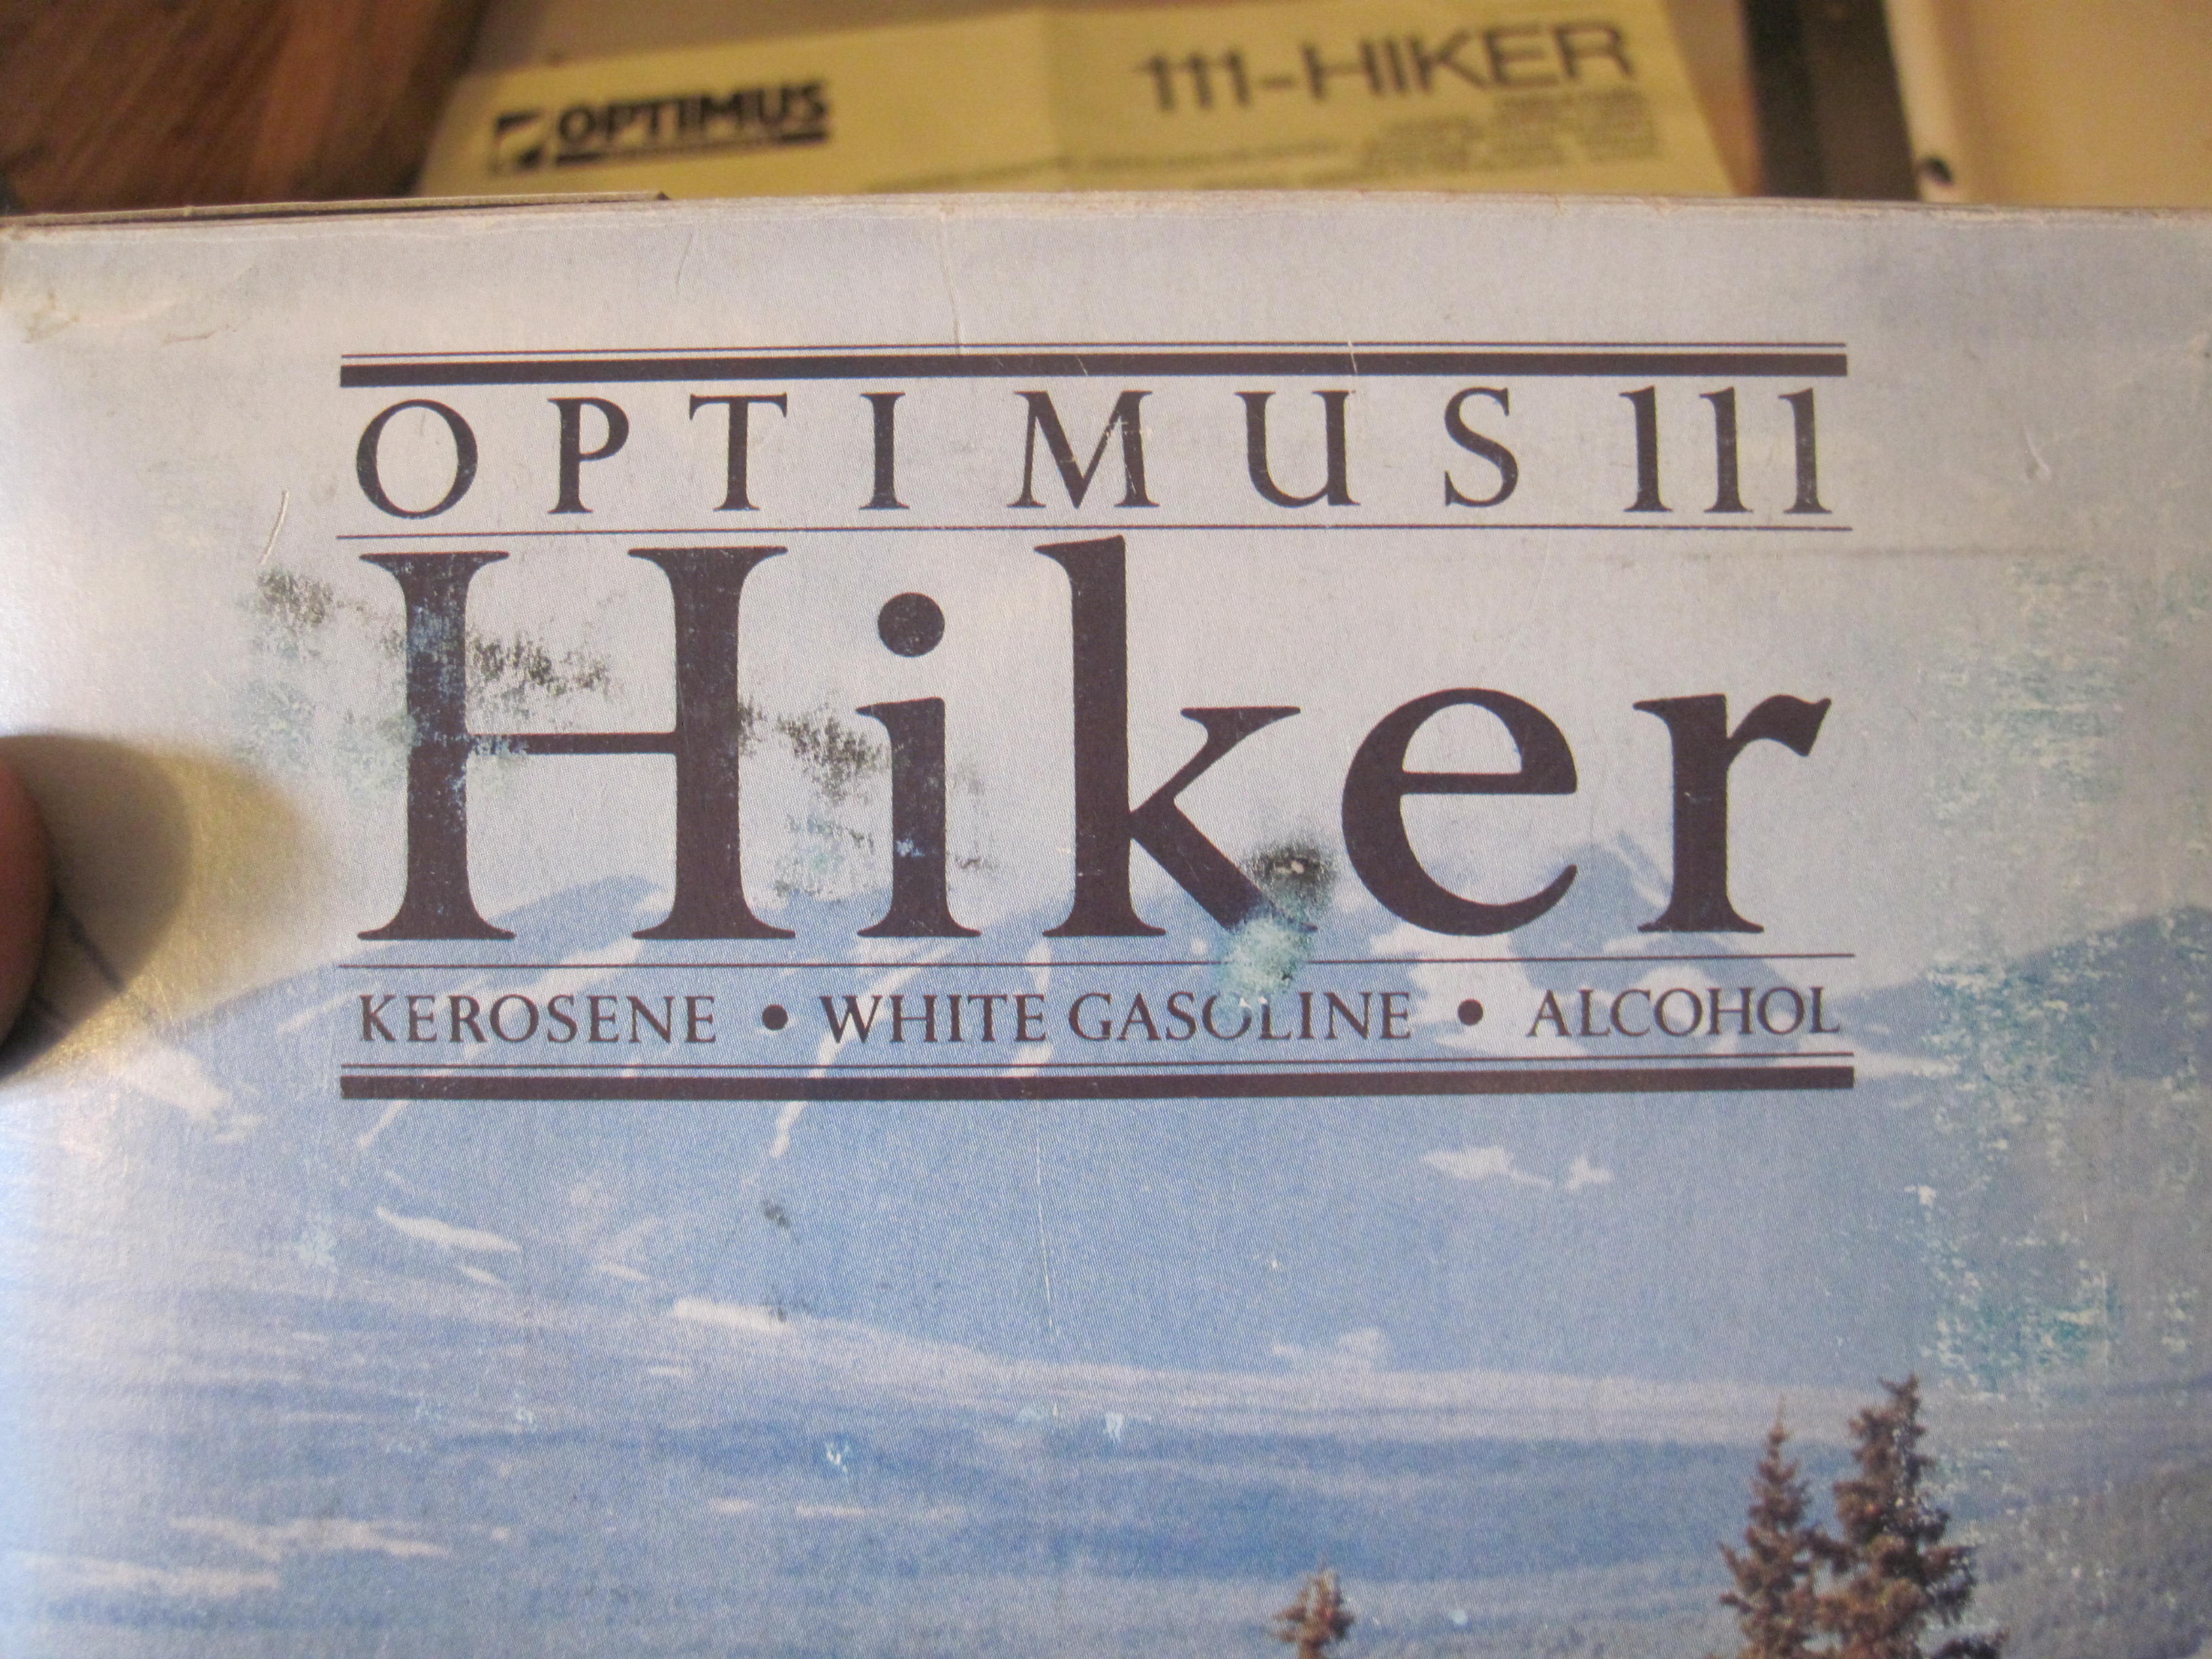 OPTIMUS
111-HIKER
OPTIMUS 111
Hiker
KEROSENE • WHITE GASOLINE • ALCOHOL